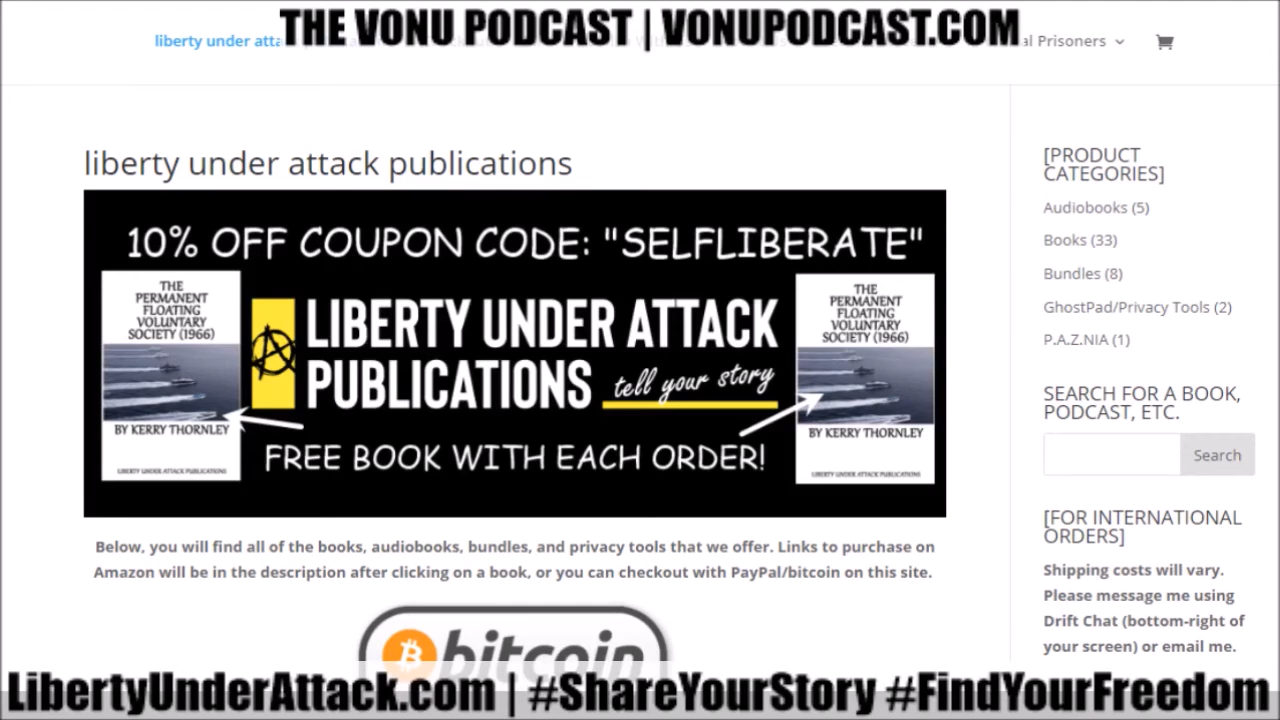 THE VONU PODCAST | VONUPODCAST.COM
liberty under atta
al Prisoners
liberty under attack publications
10% OFF COUPON CODE: "SELFLIBERATE"
THE
PERMANENT
FLOATING
VOLUNTARY
SOCIETY (1966)
BY KERRY THORNLEY
LIBERTY UNDER ATTACK PUBLICATIONS
LIBERTY UNDER ATTACK
PUBLICATIONS
tell your story
FREE BOOK WITH EACH ORDER!
THE
PERMANENT
FLOATING
VOLUNTARY
SOCIETY (1966)
BY KERRY THORNLEY
LIBERTY UNDER ATTACK PUBLICATIONS
Below, you will find all of the books, audiobooks, bundles, and privacy tools that we offer. Links to purchase on
Amazon will be in the description after clicking on a book, or you can checkout with PayPal/bitcoin on this site.
bitcoin
[PRODUCT
CATEGORIES]
Audiobooks (5)
Books (33)
Bundles (8)
GhostPad/Privacy Tools (2)
P.A.Z.NIA (1)
SEARCH FOR A BOOK,
PODCAST, ETC.
Search
[FOR INTERNATIONAL
ORDERS]
Shipping costs will vary.
Please message me using
Drift Chat (bottom-right of
your screen) or email me.
LibertyUnderAttack.com | #ShareYourStory #FindYourFreedom